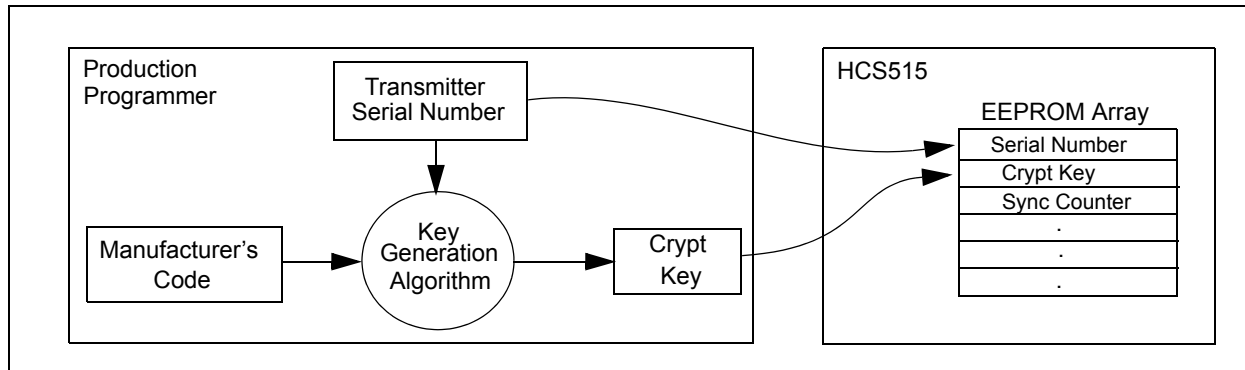 Production
Programmer
Transmitter
Serial Number
Manufacturer's
Code
Key
Generation
Algorithm
Crypt
Key
HCS515
EEPROM Array
Serial Number
Crypt Key
Sync Counter
.
.
.